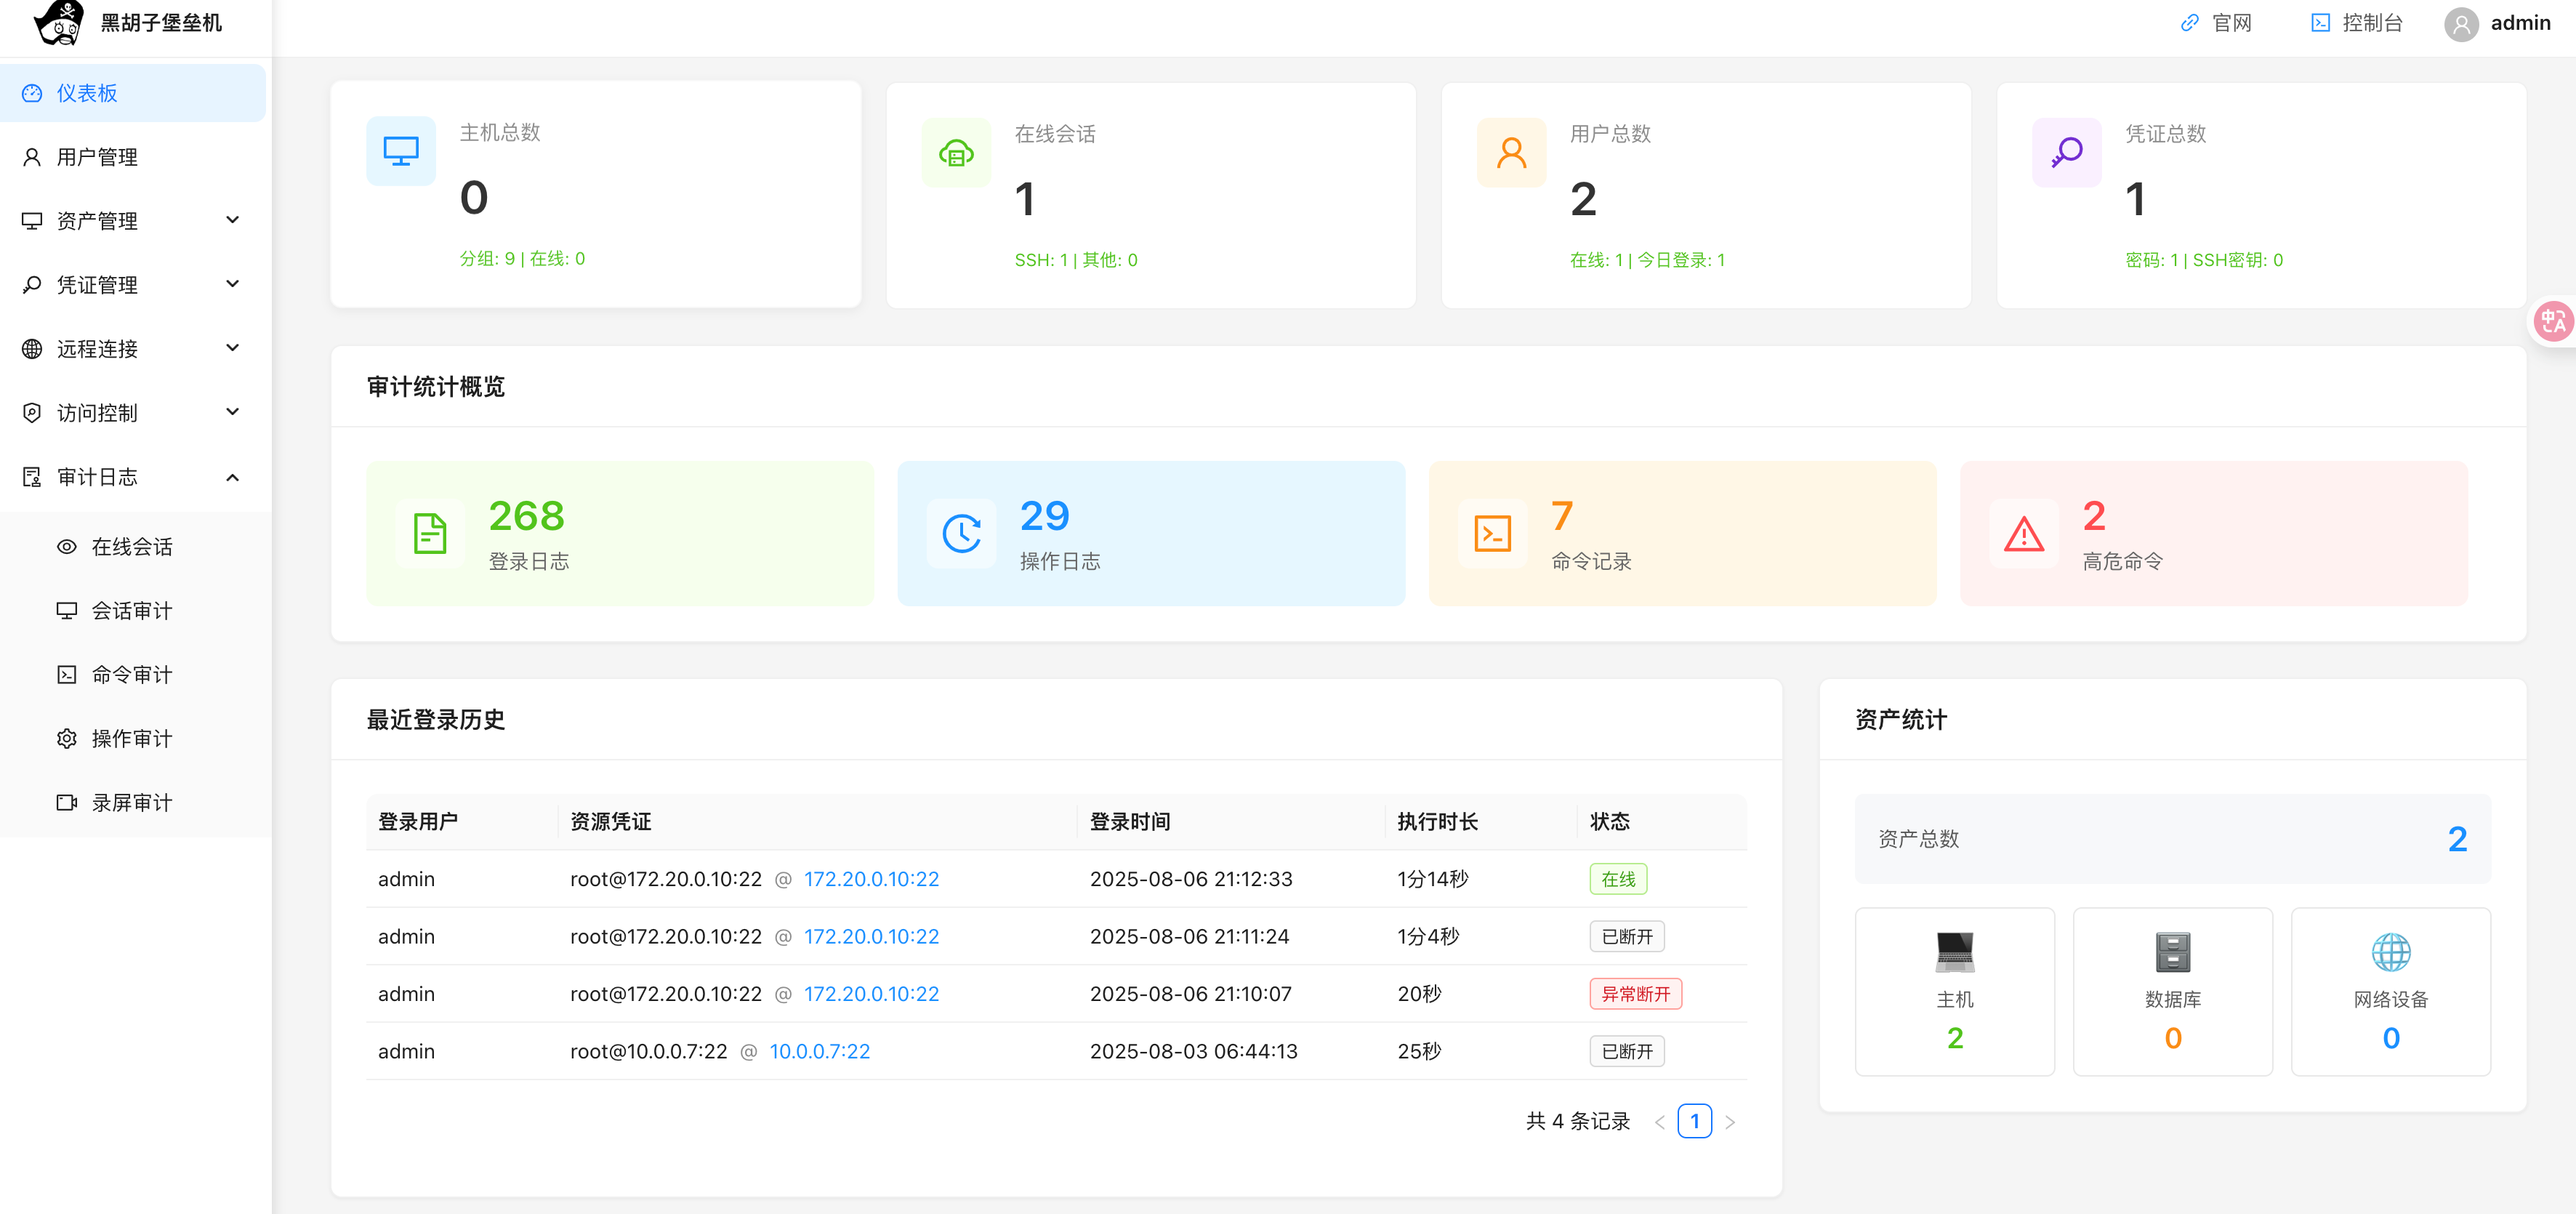 黑胡子堡垒机
官网
控制台
admin
仪表板
用户管理
资产管理
凭证管理
远程连接
访问控制
审计日志
在线会话
会话审计
命令审计
操作审计
录屏审计
主机总数
0
分组: 9 | 在线: 0
在线会话
1
SSH: 1 | 其他: 0
用户总数
2
在线: 1 | 今日登录: 1
凭证总数
1
密码: 1 | SSH密钥: 0
中A
审计统计概览
268
登录日志
29
操作日志
7
命令记录
2
高危命令
最近登录历史
登录用户 资源凭证 登录时间 执行时长 状态
admin root@172.20.0.10:22 @ 172.20.0.10:22 2025-08-06 21:12:33 1分14秒 在线
admin root@172.20.0.10:22 @ 172.20.0.10:22 2025-08-06 21:11:24 1分4秒 已断开
admin root@172.20.0.10:22 @ 172.20.0.10:22 2025-08-06 21:10:07 20秒 异常断开
admin root@10.0.0.7:22 @ 10.0.0.7:22 2025-08-03 06:44:13 25秒 已断开
共 4 条记录 < 1 >
资产统计
资产总数 2
主机
2
数据库
0
网络设备
0